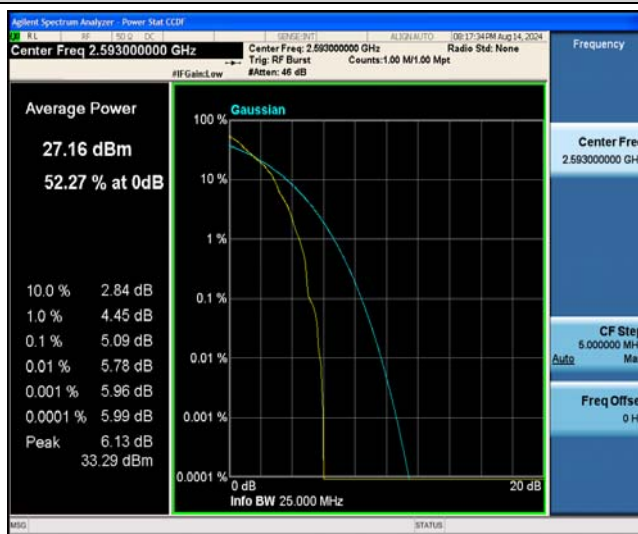 Agilent Spectrum Analyzer - Power Stat CCDF
RL RF 50 Ω DC SENSE:INT ALIGN AUTO 08:17:34 PM Aug 14, 2024
Center Freq 2.593000000 GHz
Center Freq: 2.593000000 GHz Radio Std: None
Trig: RF Burst Counts:1.00 M/1.00 Mpt
#IFGain:Low #Atten: 46 dB
Frequency
Average Power
27.16 dBm
52.27 % at 0dB
10.0 % 2.84 dB
1.0 % 4.45 dB
0.1 % 5.09 dB
0.01 % 5.78 dB
0.001 % 5.96 dB
0.0001 % 5.99 dB
Peak 6.13 dB
33.29 dBm
Gaussian
100 %
10 %
1 %
0.1 %
0.01 %
0.001 %
0.0001 %
0 dB 20 dB
Info BW 25.000 MHz
Center Fre
2.593000000 GH
CF Step
5.000000 MH
Auto Ma
Freq Offse
0 H
MSG STATUS